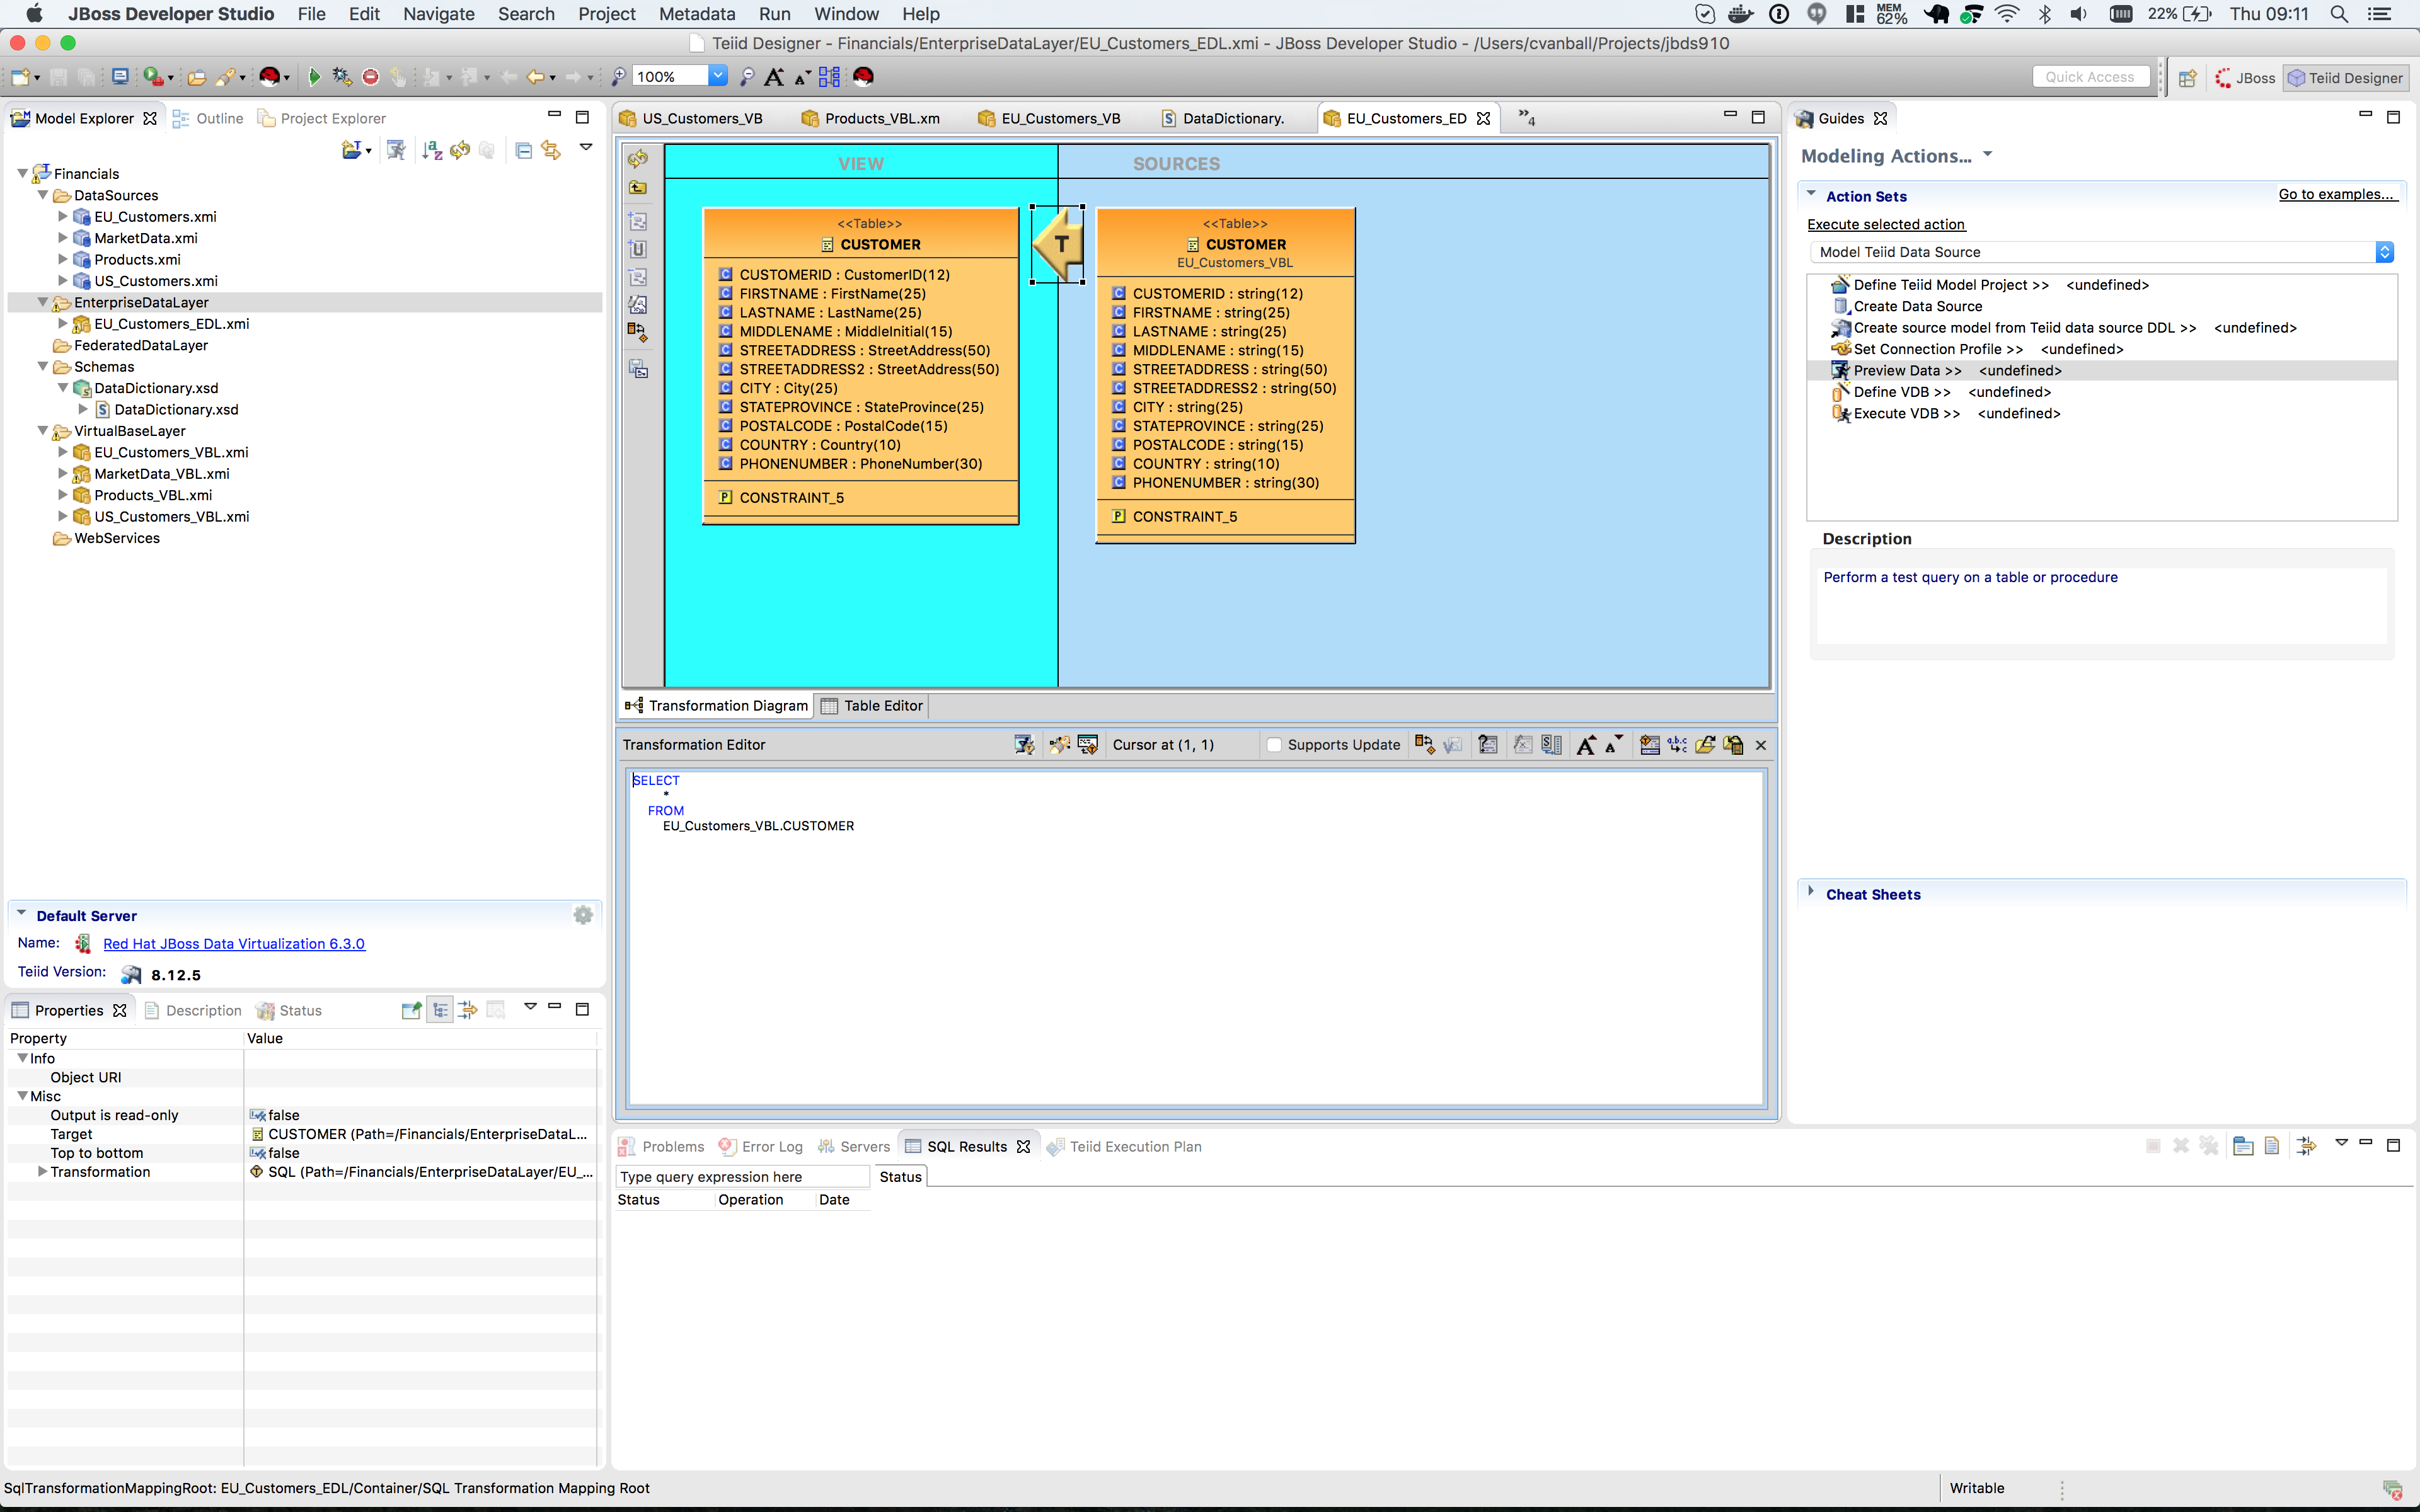 JBoss Developer Studio File Edit Navigate Search Project Metadata Run Window Help
MEM 62% 22% Thu 09:11
Teiid Designer - Financials/EnterpriseDataLayer/EU_Customers_EDL.xmi - JBoss Developer Studio - /Users/cvanball/Projects/jbds910
100% Quick Access JBoss Teiid Designer
Model Explorer Outline Project Explorer
Financials
DataSources
EU_Customers.xmi
MarketData.xmi
Products.xmi
US_Customers.xmi
EnterpriseDataLayer
EU_Customers_EDL.xmi
FederatedDataLayer
Schemas
DataDictionary.xsd
DataDictionary.xsd
VirtualBaseLayer
EU_Customers_VBL.xmi
MarketData_VBL.xmi
Products_VBL.xmi
US_Customers_VBL.xmi
WebServices
Default Server
Name: Red Hat JBoss Data Virtualization 6.3.0
Teiid Version: 8.12.5
Properties Description Status
Property Value
Info
Object URI
Misc
Output is read-only false
Target CUSTOMER (Path=/Financials/EnterpriseDataL...
Top to bottom false
Transformation SQL (Path=/Financials/EnterpriseDataLayer/EU_...
US_Customers_VB Products_VBL.xm EU_Customers_VB DataDictionary. EU_Customers_ED »4
VIEW SOURCES
<<Table>>
CUSTOMER
CUSTOMERID : CustomerID(12)
FIRSTNAME : FirstName(25)
LASTNAME : LastName(25)
MIDDLENAME : MiddleInitial(15)
STREETADDRESS : StreetAddress(50)
STREETADDRESS2 : StreetAddress(50)
CITY : City(25)
STATEPROVINCE : StateProvince(25)
POSTALCODE : PostalCode(15)
COUNTRY : Country(10)
PHONENUMBER : PhoneNumber(30)
CONSTRAINT_5
T
<<Table>>
CUSTOMER
EU_Customers_VBL
CUSTOMERID : string(12)
FIRSTNAME : string(25)
LASTNAME : string(25)
MIDDLENAME : string(15)
STREETADDRESS : string(50)
STREETADDRESS2 : string(50)
CITY : string(25)
STATEPROVINCE : string(25)
POSTALCODE : string(15)
COUNTRY : string(10)
PHONENUMBER : string(30)
CONSTRAINT_5
Transformation Diagram Table Editor
Transformation Editor Cursor at (1, 1) Supports Update
SELECT
*
FROM
EU_Customers_VBL.CUSTOMER
Problems Error Log Servers SQL Results Teiid Execution Plan
Type query expression here Status
Status Operation Date
Guides
Modeling Actions...
Action Sets Go to examples...
Execute selected action
Model Teiid Data Source
Define Teiid Model Project >> <undefined>
Create Data Source
Create source model from Teiid data source DDL >> <undefined>
Set Connection Profile >> <undefined>
Preview Data >> <undefined>
Define VDB >> <undefined>
Execute VDB >> <undefined>
Description
Perform a test query on a table or procedure
Cheat Sheets
SqlTransformationMappingRoot: EU_Customers_EDL/Container/SQL Transformation Mapping Root Writable